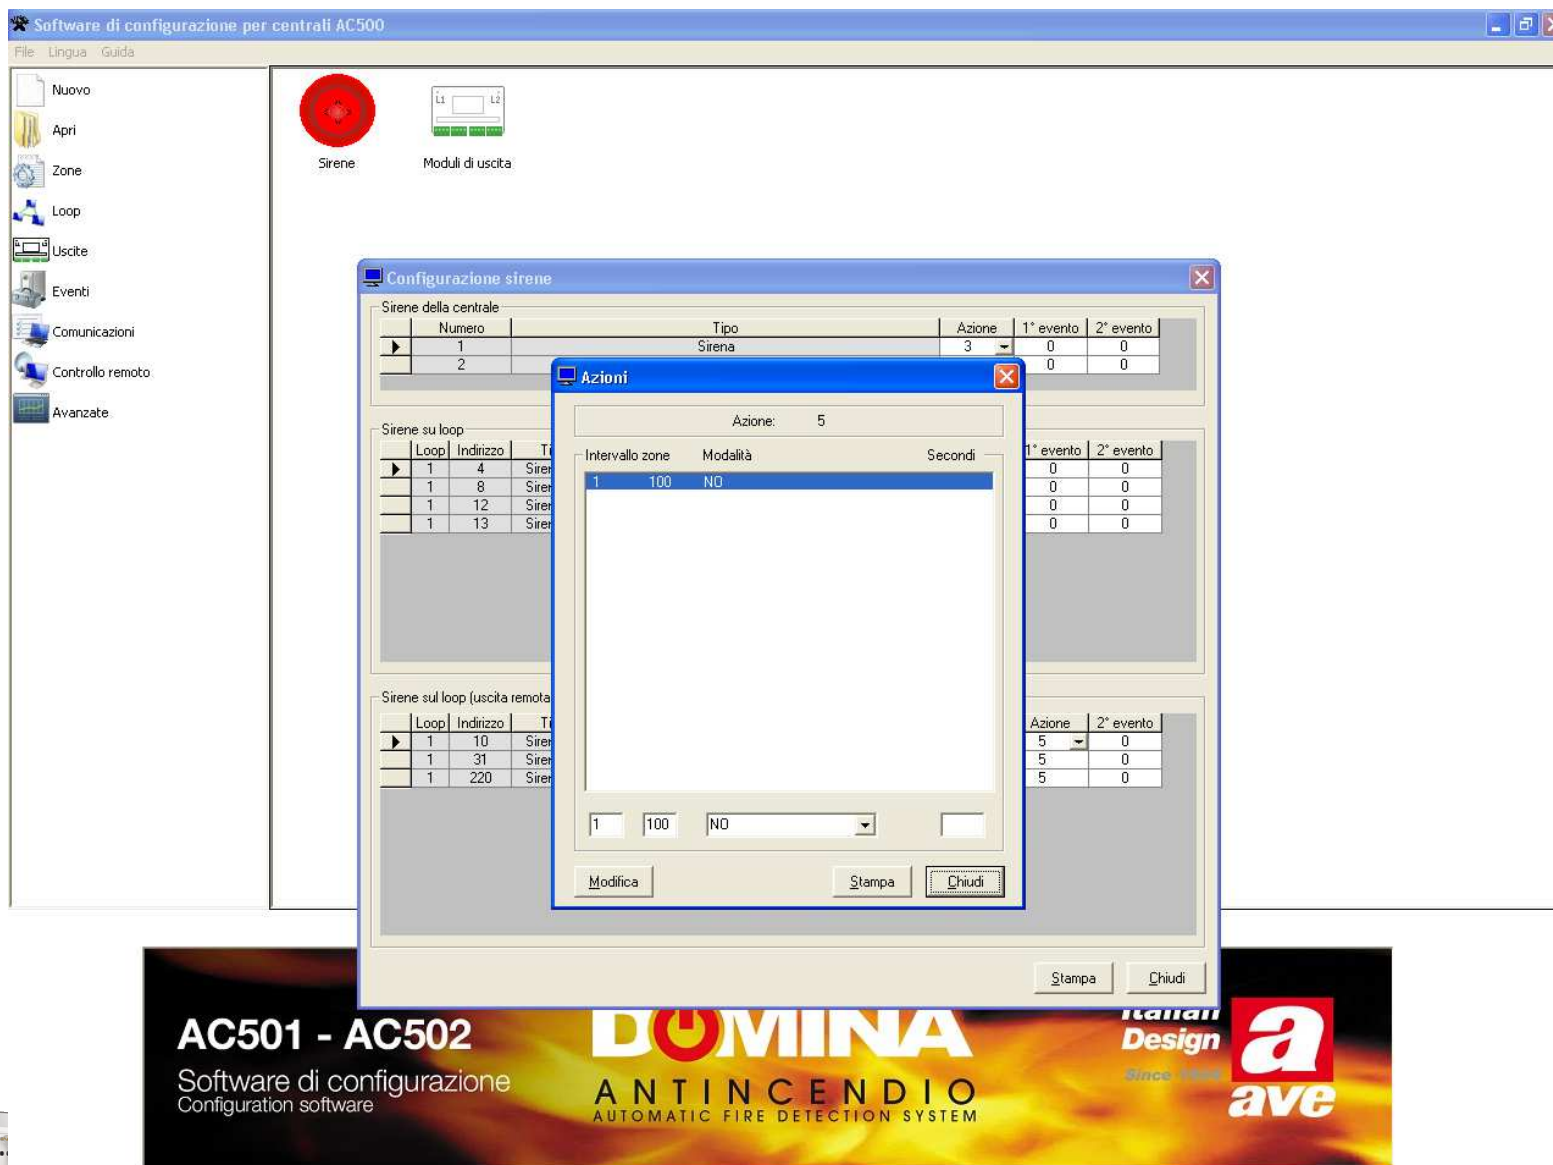 Software di configurazione per centrali AC500
File Lingua Guida
Nuovo
Apri
Zone
Loop
Uscite
Eventi
Comunicazioni
Controllo remoto
Avanzate
L1 L2
Sirene Moduli di uscita
Configurazione sirene
Sirene della centrale
Numero Tipo Azione 1° evento 2° evento
1 Sirena 3 0 0
2 0 0
Sirene su loop
Loop Indirizzo Ti 1° evento 2° evento
1 4 Siren 0 0
1 8 Siren 0 0
1 12 Siren 0 0
1 13 Siren 0 0
Sirene sul loop (uscita remota
Loop Indirizzo Ti Azione 2° evento
1 10 Siren 5 0
1 31 Siren 5 0
1 220 Siren 5 0
Stampa Chiudi
Azioni
Azione: 5
Intervallo zone Modalità Secondi
1 100 NO
1 100 NO
Modifica Stampa Chiudi
AC501 - AC502
Software di configurazione
Configuration software
DOMINA
ANTINCENDIO
AUTOMATIC FIRE DETECTION SYSTEM
Italian
Design
a
ave